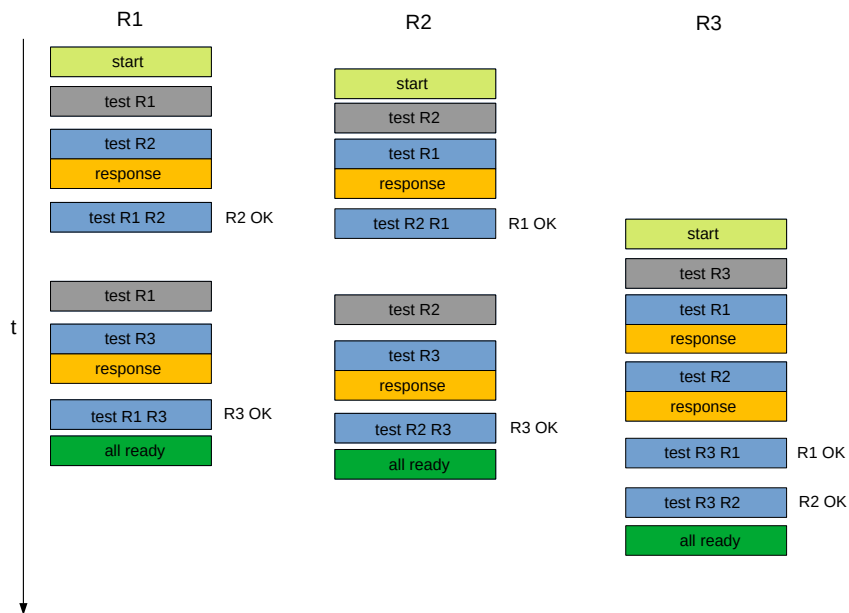 R1
start
test R1
test R2
response
test R1 R2
R2 OK
test R1
test R3
response
test R1 R3
R3 OK
all ready
R2
start
test R2
test R1
response
test R2 R1
R1 OK
test R2
test R3
response
test R2 R3
R3 OK
all ready
R3
start
test R3
test R1
response
test R2
response
test R3 R1
R1 OK
test R3 R2
R2 OK
all ready
t